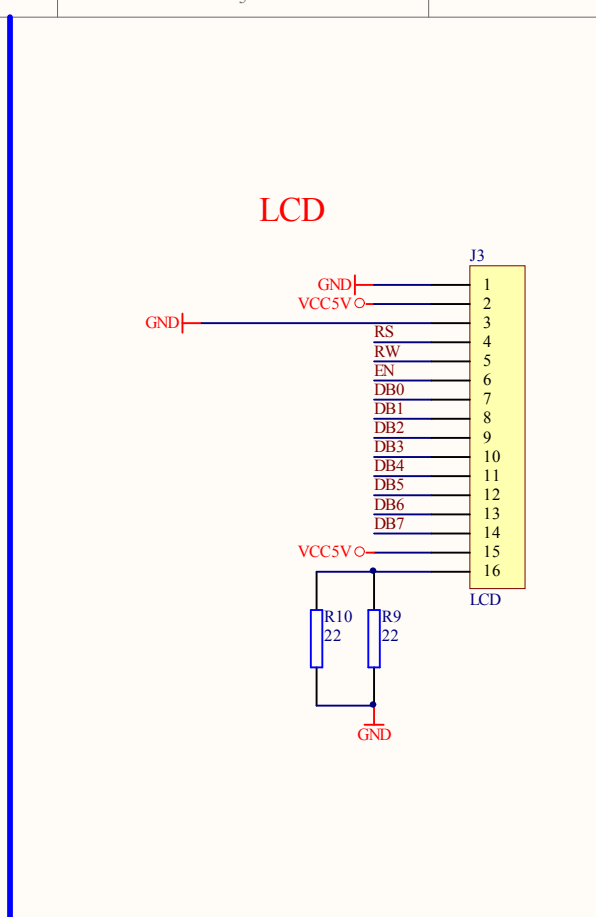 LCD
J3
GND 1
VCC5V 2
GND 3
RS 4
RW 5
EN 6
DB0 7
DB1 8
DB2 9
DB3 10
DB4 11
DB5 12
DB6 13
DB7 14
VCC5V 15
16
LCD
R10 R9
22 22
GND